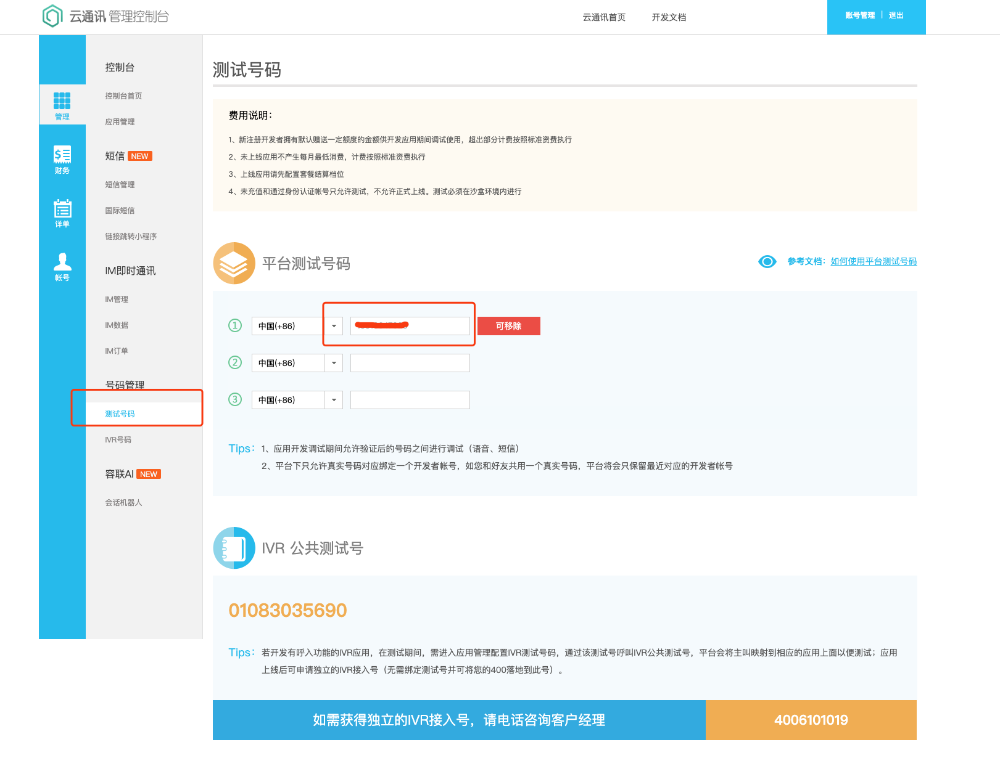 云通讯 管理控制台
云通讯首页
开发文档
账号管理 | 退出
管理
财务
详单
帐号
控制台
控制台首页
应用管理
短信 NEW
短信管理
国际短信
链接跳转小程序
IM即时通讯
IM管理
IM数据
IM订单
号码管理
测试号码
IVR号码
容联AI NEW
会话机器人
测试号码
费用说明：
1、新注册开发者拥有默认赠送一定额度的金额供开发应用期间调试使用，超出部分计费按照标准资费执行
2、未上线应用不产生每月最低消费，计费按照标准资费执行
3、上线应用请先配置套餐结算档位
4、未充值和通过身份认证帐号只允许测试，不允许正式上线。测试必须在沙盒环境内进行
平台测试号码
参考文档：如何使用平台测试号码
① 中国(+86)
可移除
② 中国(+86)
③ 中国(+86)
Tips：1、应用开发调试期间允许验证后的号码之间进行调试（语音、短信）
2、平台下只允许真实号码对应绑定一个开发者帐号，如您和好友共用一个真实号码，平台将会只保留最近对应的开发者帐号
IVR 公共测试号
01083035690
Tips：若开发有呼入功能的IVR应用，在测试期间，需进入应用管理配置IVR测试号码，通过该测试号呼叫IVR公共测试号，平台会将主叫映射到相应的应用上面以便测试；应用
上线后可申请独立的IVR接入号（无需绑定测试号并可将您的400落地到此号）。
如需获得独立的IVR接入号，请电话咨询客户经理
4006101019